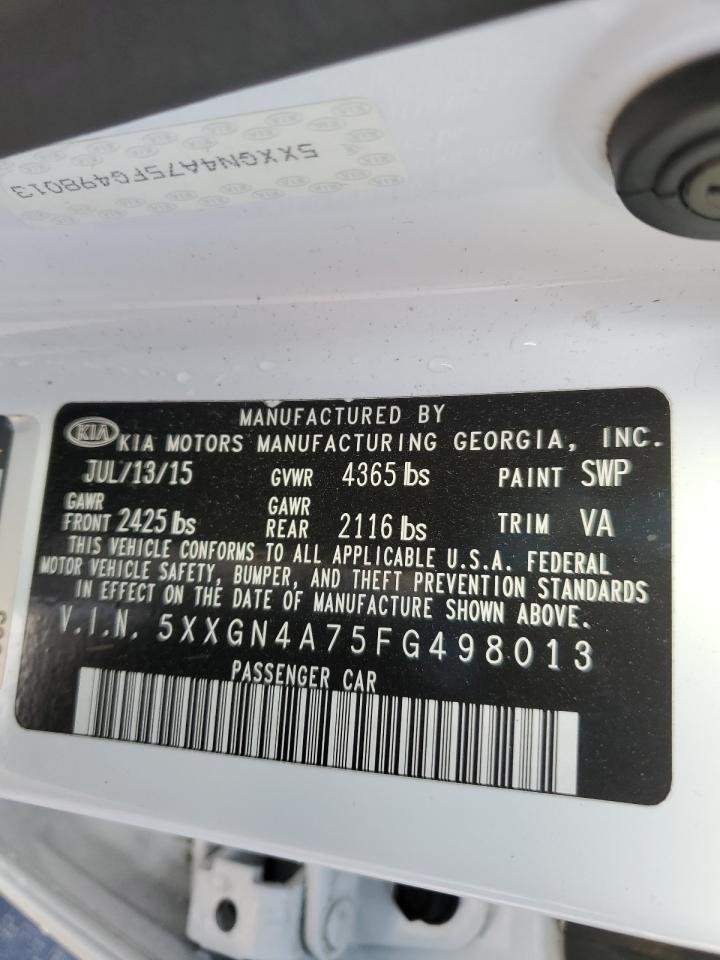 5XXGN4A75FG498013
MANUFACTURED BY
KIA KIA MOTORS MANUFACTURING GEORGIA, INC.
JUL/13/15 GVWR 4365 lbs PAINT SWP
GAWR FRONT 2425 lbs GAWR REAR 2116 lbs TRIM VA
THIS VEHICLE CONFORMS TO ALL APPLICABLE U.S.A. FEDERAL
MOTOR VEHICLE SAFETY, BUMPER, AND THEFT PREVENTION STANDARDS
IN EFFECT ON THE DATE OF MANUFACTURE SHOWN ABOVE.
V.I.N. 5XXGN4A75FG498013
PASSENGER CAR